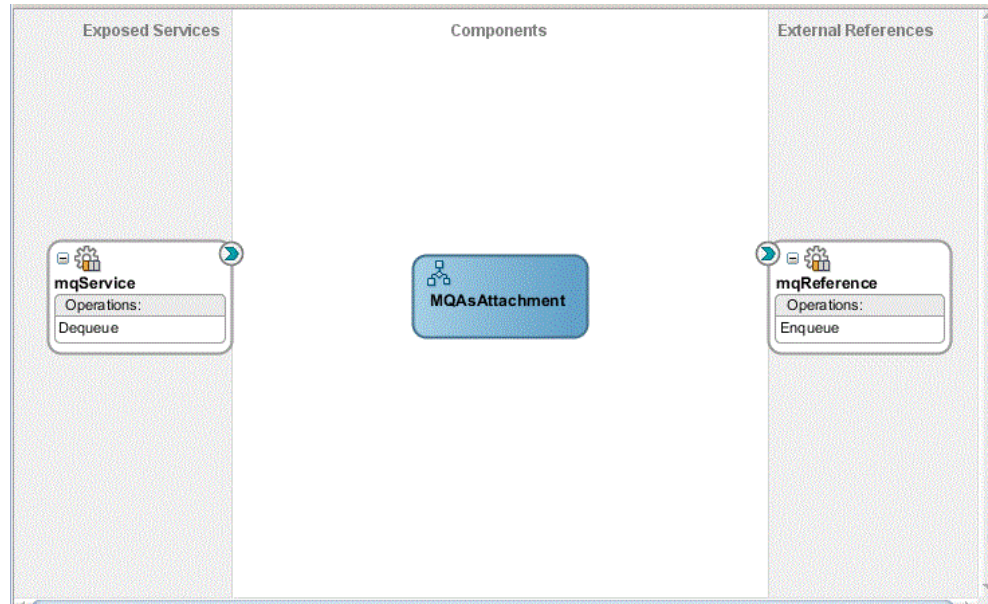 Exposed Services
Components
External References
mqService
Operations:
Dequeue
MQAsAttachment
mqReference
Operations:
Enqueue